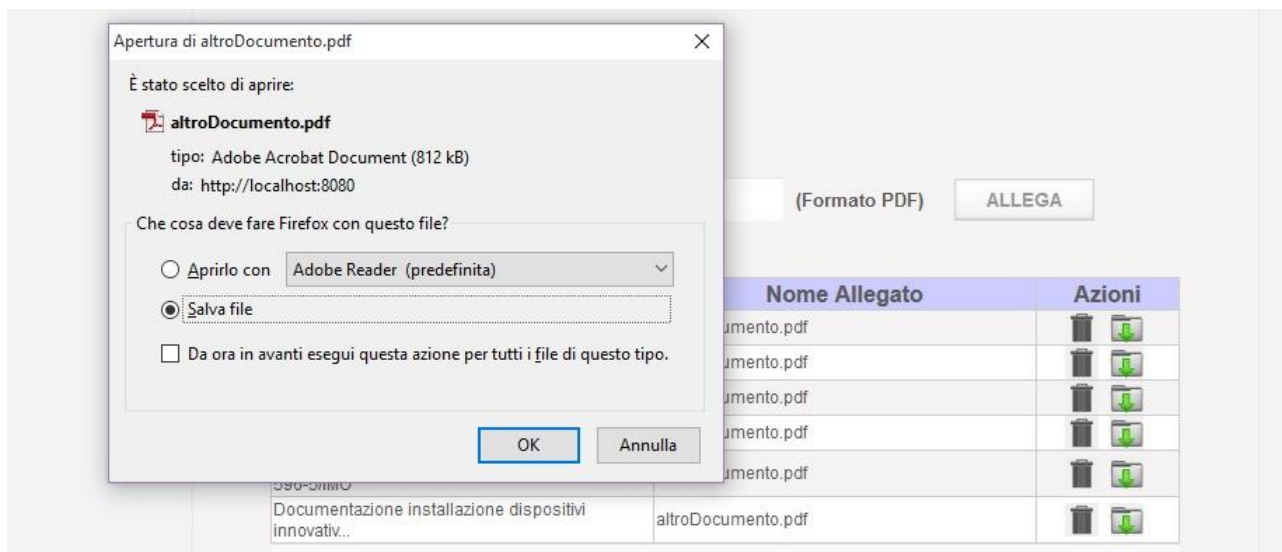 Apertura di altroDocumento.pdf
È stato scelto di aprire:
altroDocumento.pdf
tipo: Adobe Acrobat Document (812 kB)
da: http://localhost:8080
(Formato PDF) ALLEGA
Che cosa deve fare Firefox con questo file?
Aprirlo con Adobe Reader (predefinita)
Salva file
Da ora in avanti esegui questa azione per tutti i file di questo tipo.
OK Annulla
Nome Allegato Azioni
umento.pdf
umento.pdf
umento.pdf
umento.pdf
umento.pdf
Documentazione installazione dispositivi
innovativ...
altroDocumento.pdf